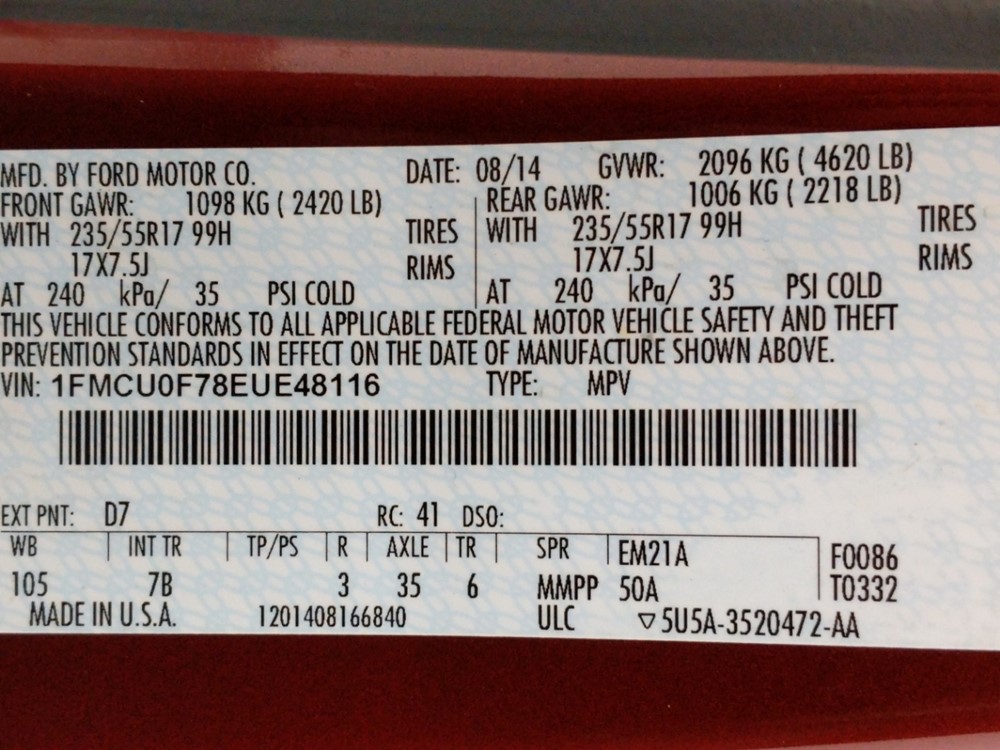 MFD. BY FORD MOTOR CO. DATE: 08/14 GVWR: 2096 KG ( 4620 LB)
FRONT GAWR: 1098 KG ( 2420 LB) REAR GAWR: 1006 KG ( 2218 LB)
WITH 235/55R17 99H TIRES WITH 235/55R17 99H TIRES
17X7.5J RIMS 17X7.5J RIMS
AT 240 kPa/ 35 PSI COLD AT 240 kPa/ 35 PSI COLD
THIS VEHICLE CONFORMS TO ALL APPLICABLE FEDERAL MOTOR VEHICLE SAFETY AND THEFT
PREVENTION STANDARDS IN EFFECT ON THE DATE OF MANUFACTURE SHOWN ABOVE.
VIN: 1FMCU0F78EUE48116 TYPE: MPV
EXT PNT: D7 RC: 41 DSO:
WB INT TR TP/PS R AXLE TR SPR EM21A F0086
105 7B 3 35 6 MMPP 50A T0332
MADE IN U.S.A. 1201408166840 ULC ▽5U5A-3520472-AA